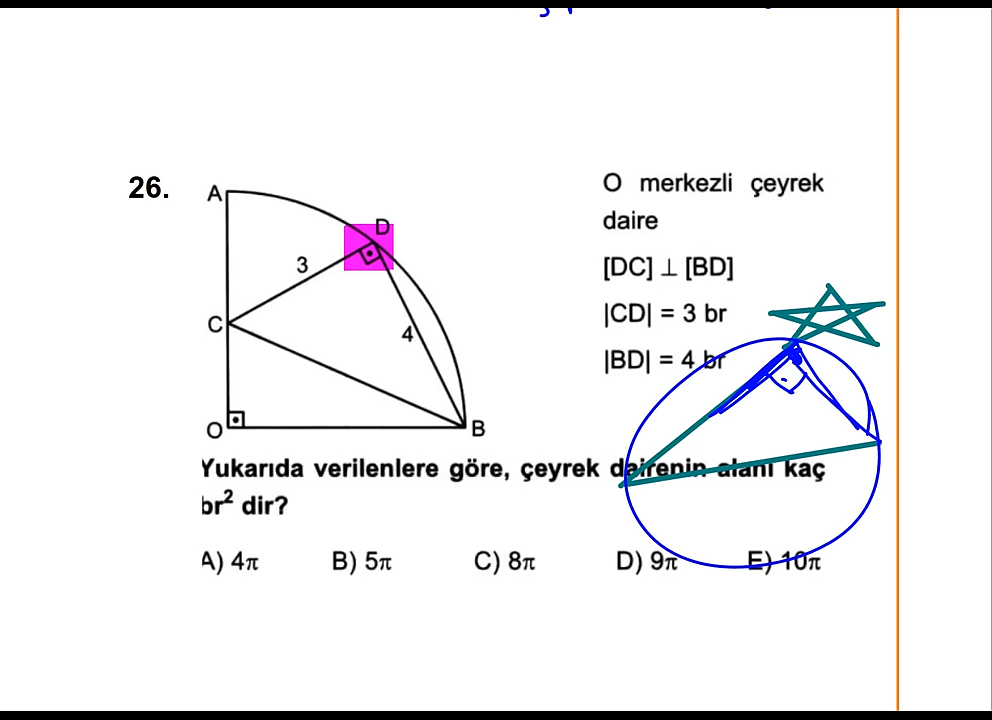 26.
A
D
3
C
4
O
B
O merkezli çeyrek
daire
[DC] ⊥ [BD]
|CD| = 3 br
|BD| = 4 br
Yukarıda verilenlere göre, çeyrek dairenin alanı kaç
br² dir?
A) 4π B) 5π C) 8π D) 9π E) 10π